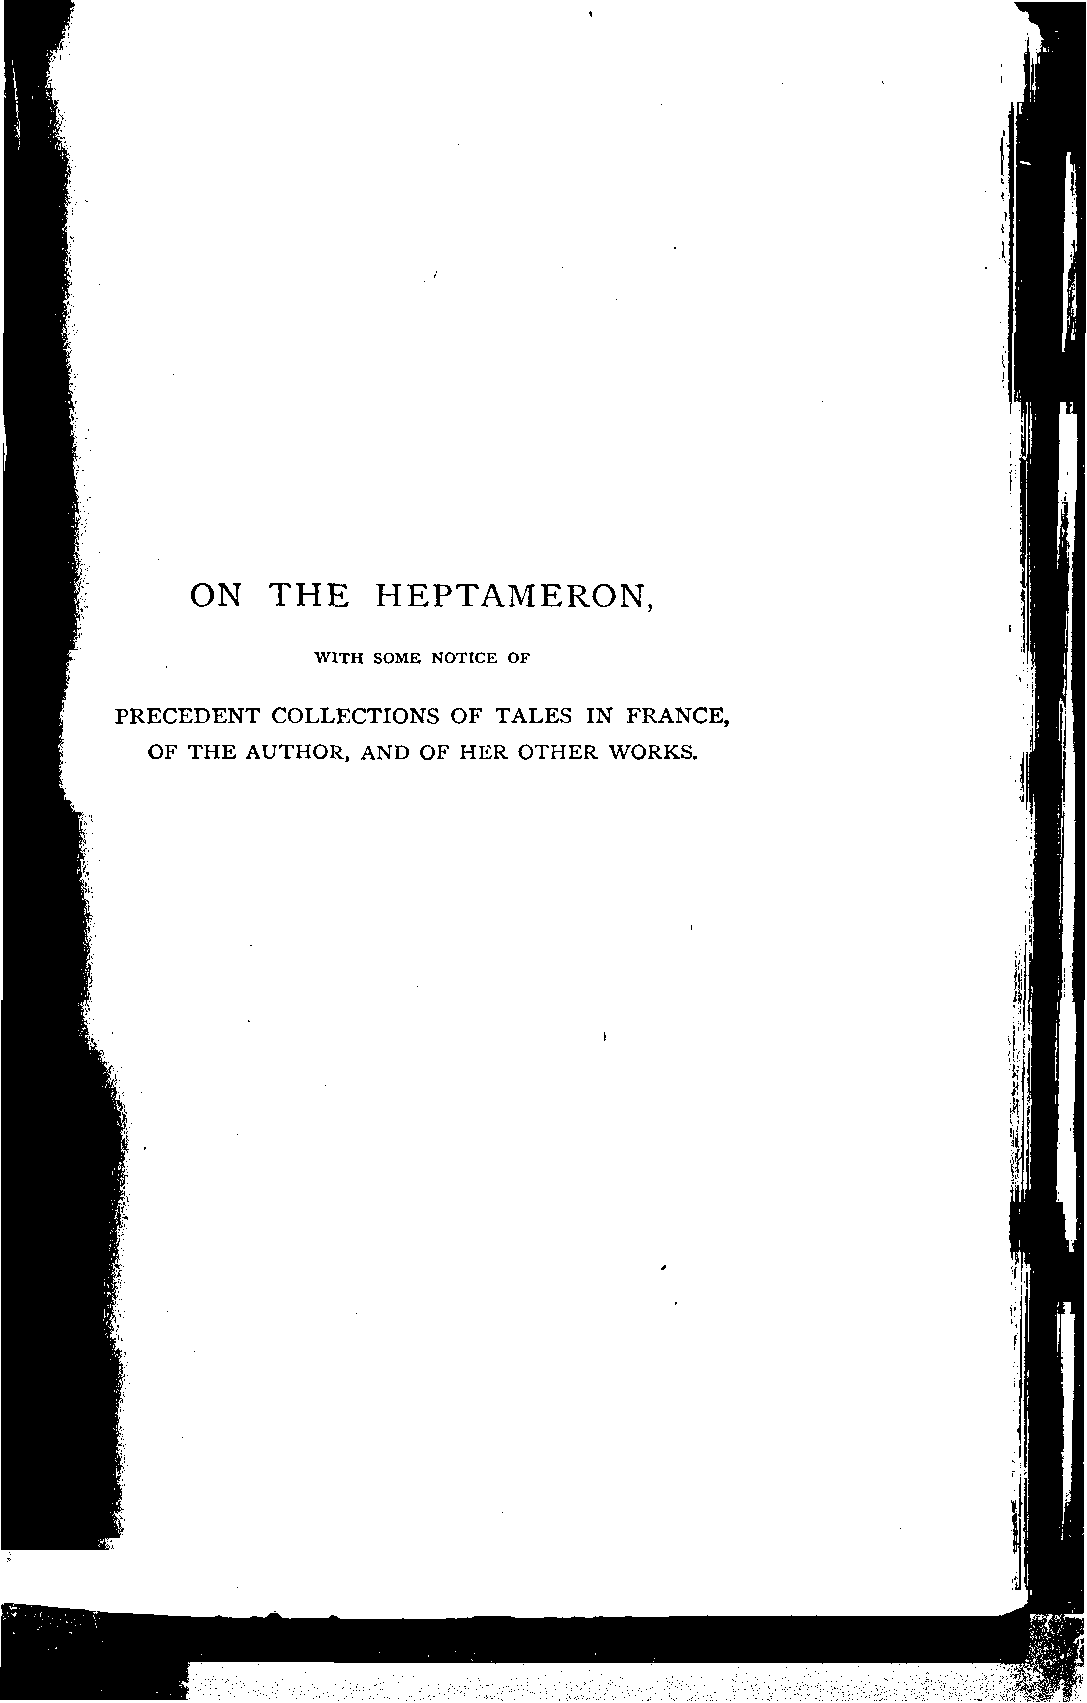 ON THE HEPTAMERON,
WITH SOME NOTICE OF
PRECEDENT COLLECTIONS OF TALES IN FRANCE,
OF THE AUTHOR, AND OF HER OTHER WORKS.